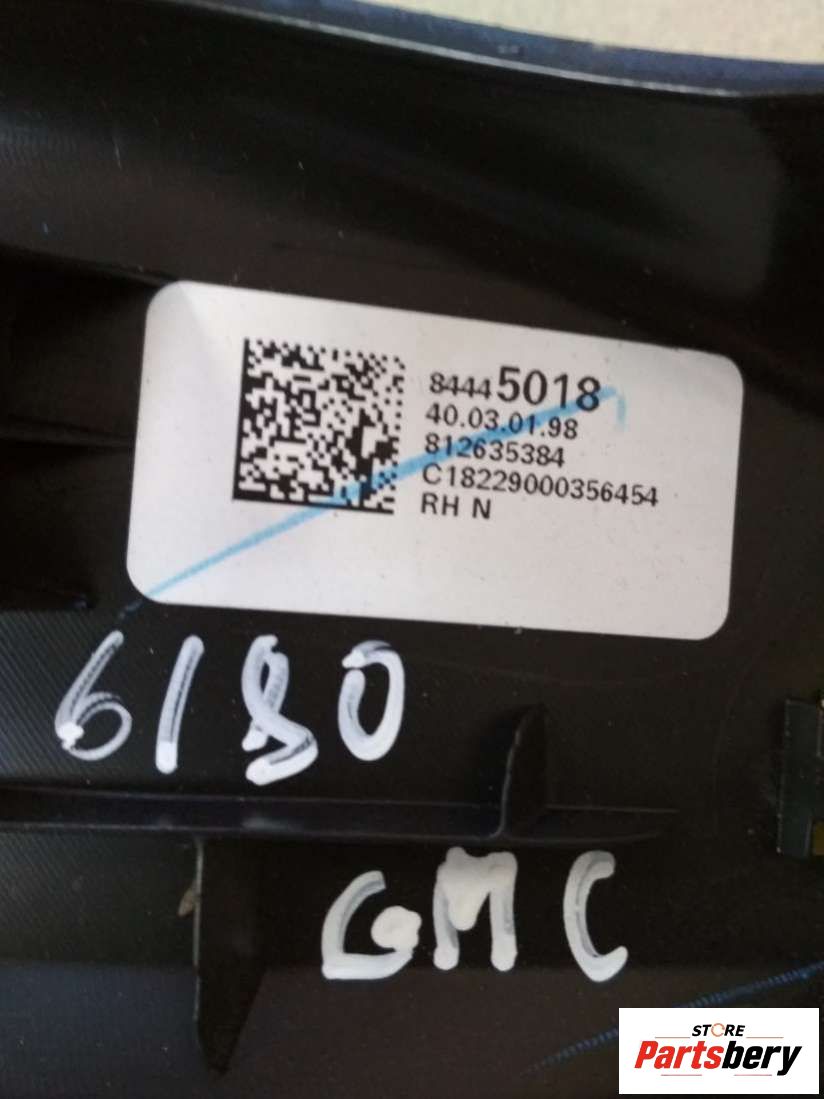 84445018
40.03.01.98
812635384
C18229000356454
RH N
6180
GMC
STORE
Partsbery